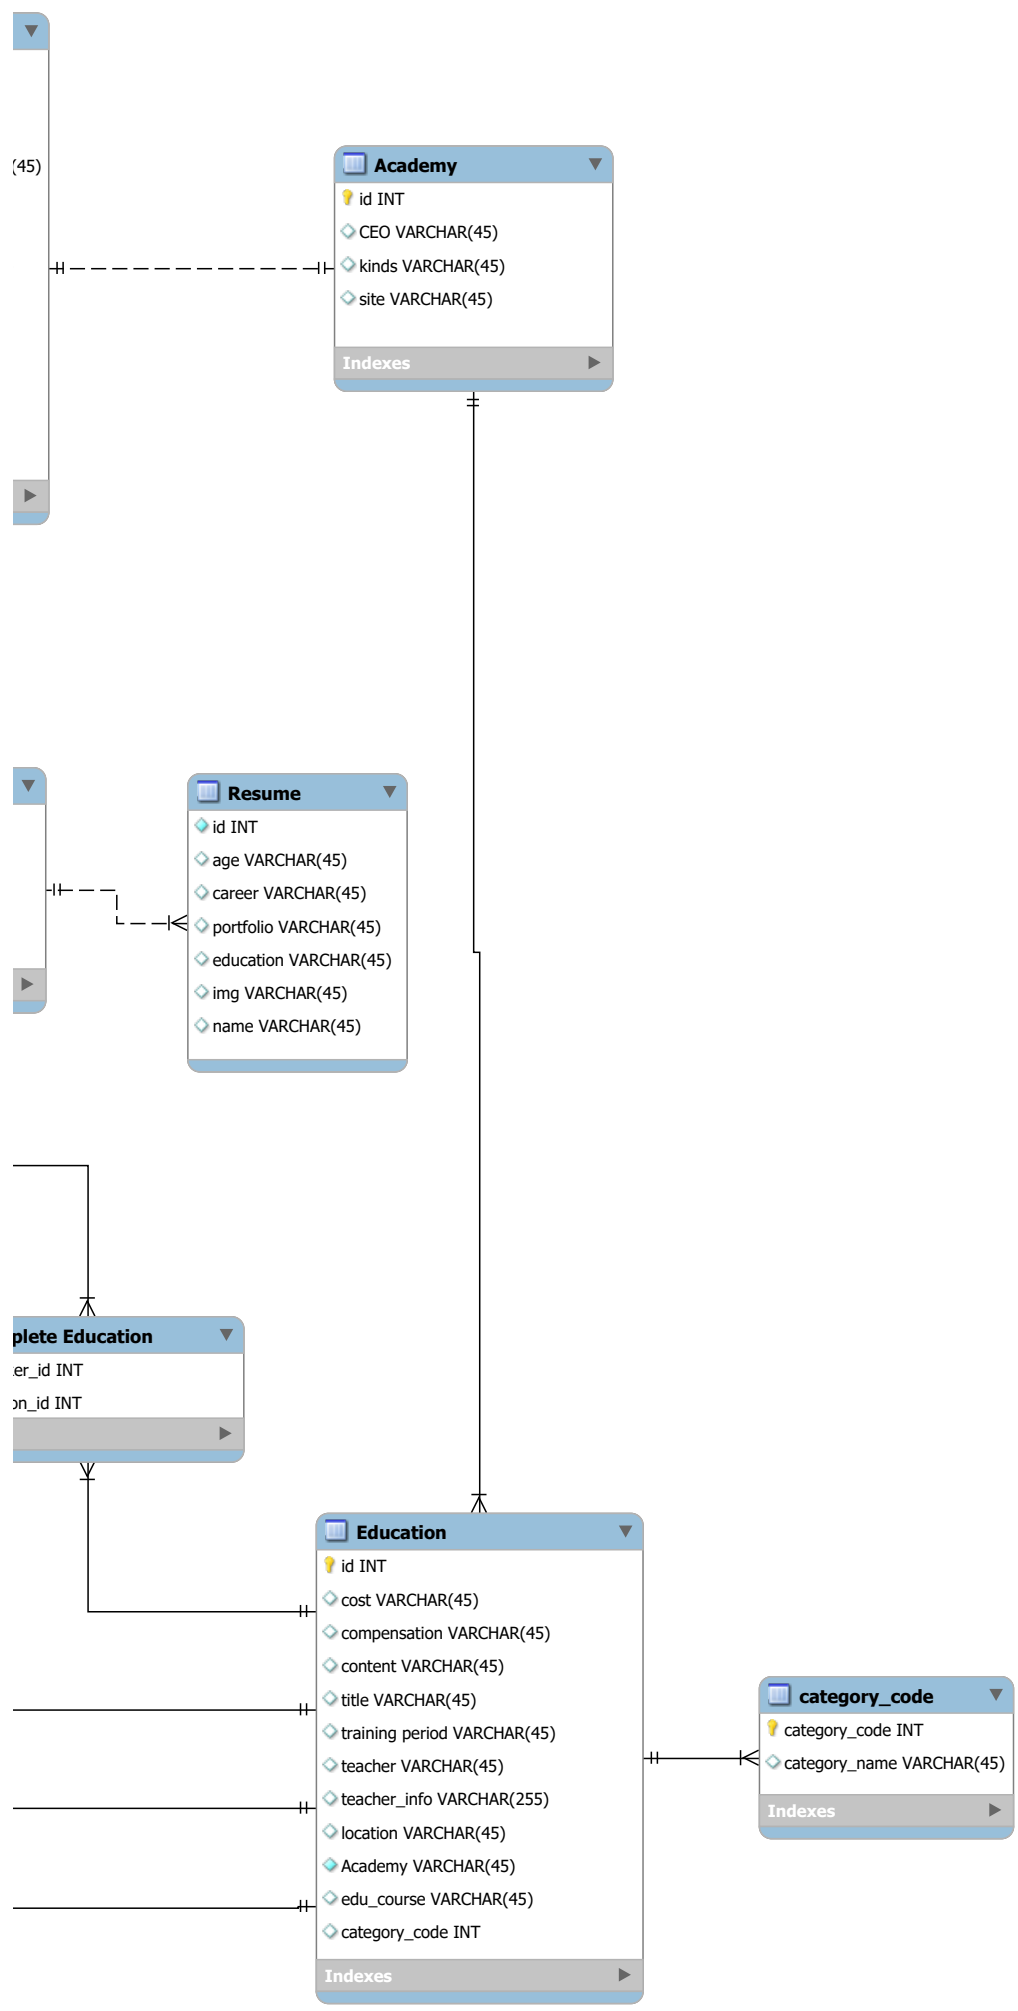 (45)
Academy
id INT
CEO VARCHAR(45)
kinds VARCHAR(45)
site VARCHAR(45)
Indexes
Resume
id INT
age VARCHAR(45)
career VARCHAR(45)
portfolio VARCHAR(45)
education VARCHAR(45)
img VARCHAR(45)
name VARCHAR(45)
plete Education
er_id INT
on_id INT
Education
id INT
cost VARCHAR(45)
compensation VARCHAR(45)
content VARCHAR(45)
title VARCHAR(45)
training period VARCHAR(45)
teacher VARCHAR(45)
teacher_info VARCHAR(255)
location VARCHAR(45)
Academy VARCHAR(45)
edu_course VARCHAR(45)
category_code INT
Indexes
category_code
category_code INT
category_name VARCHAR(45)
Indexes